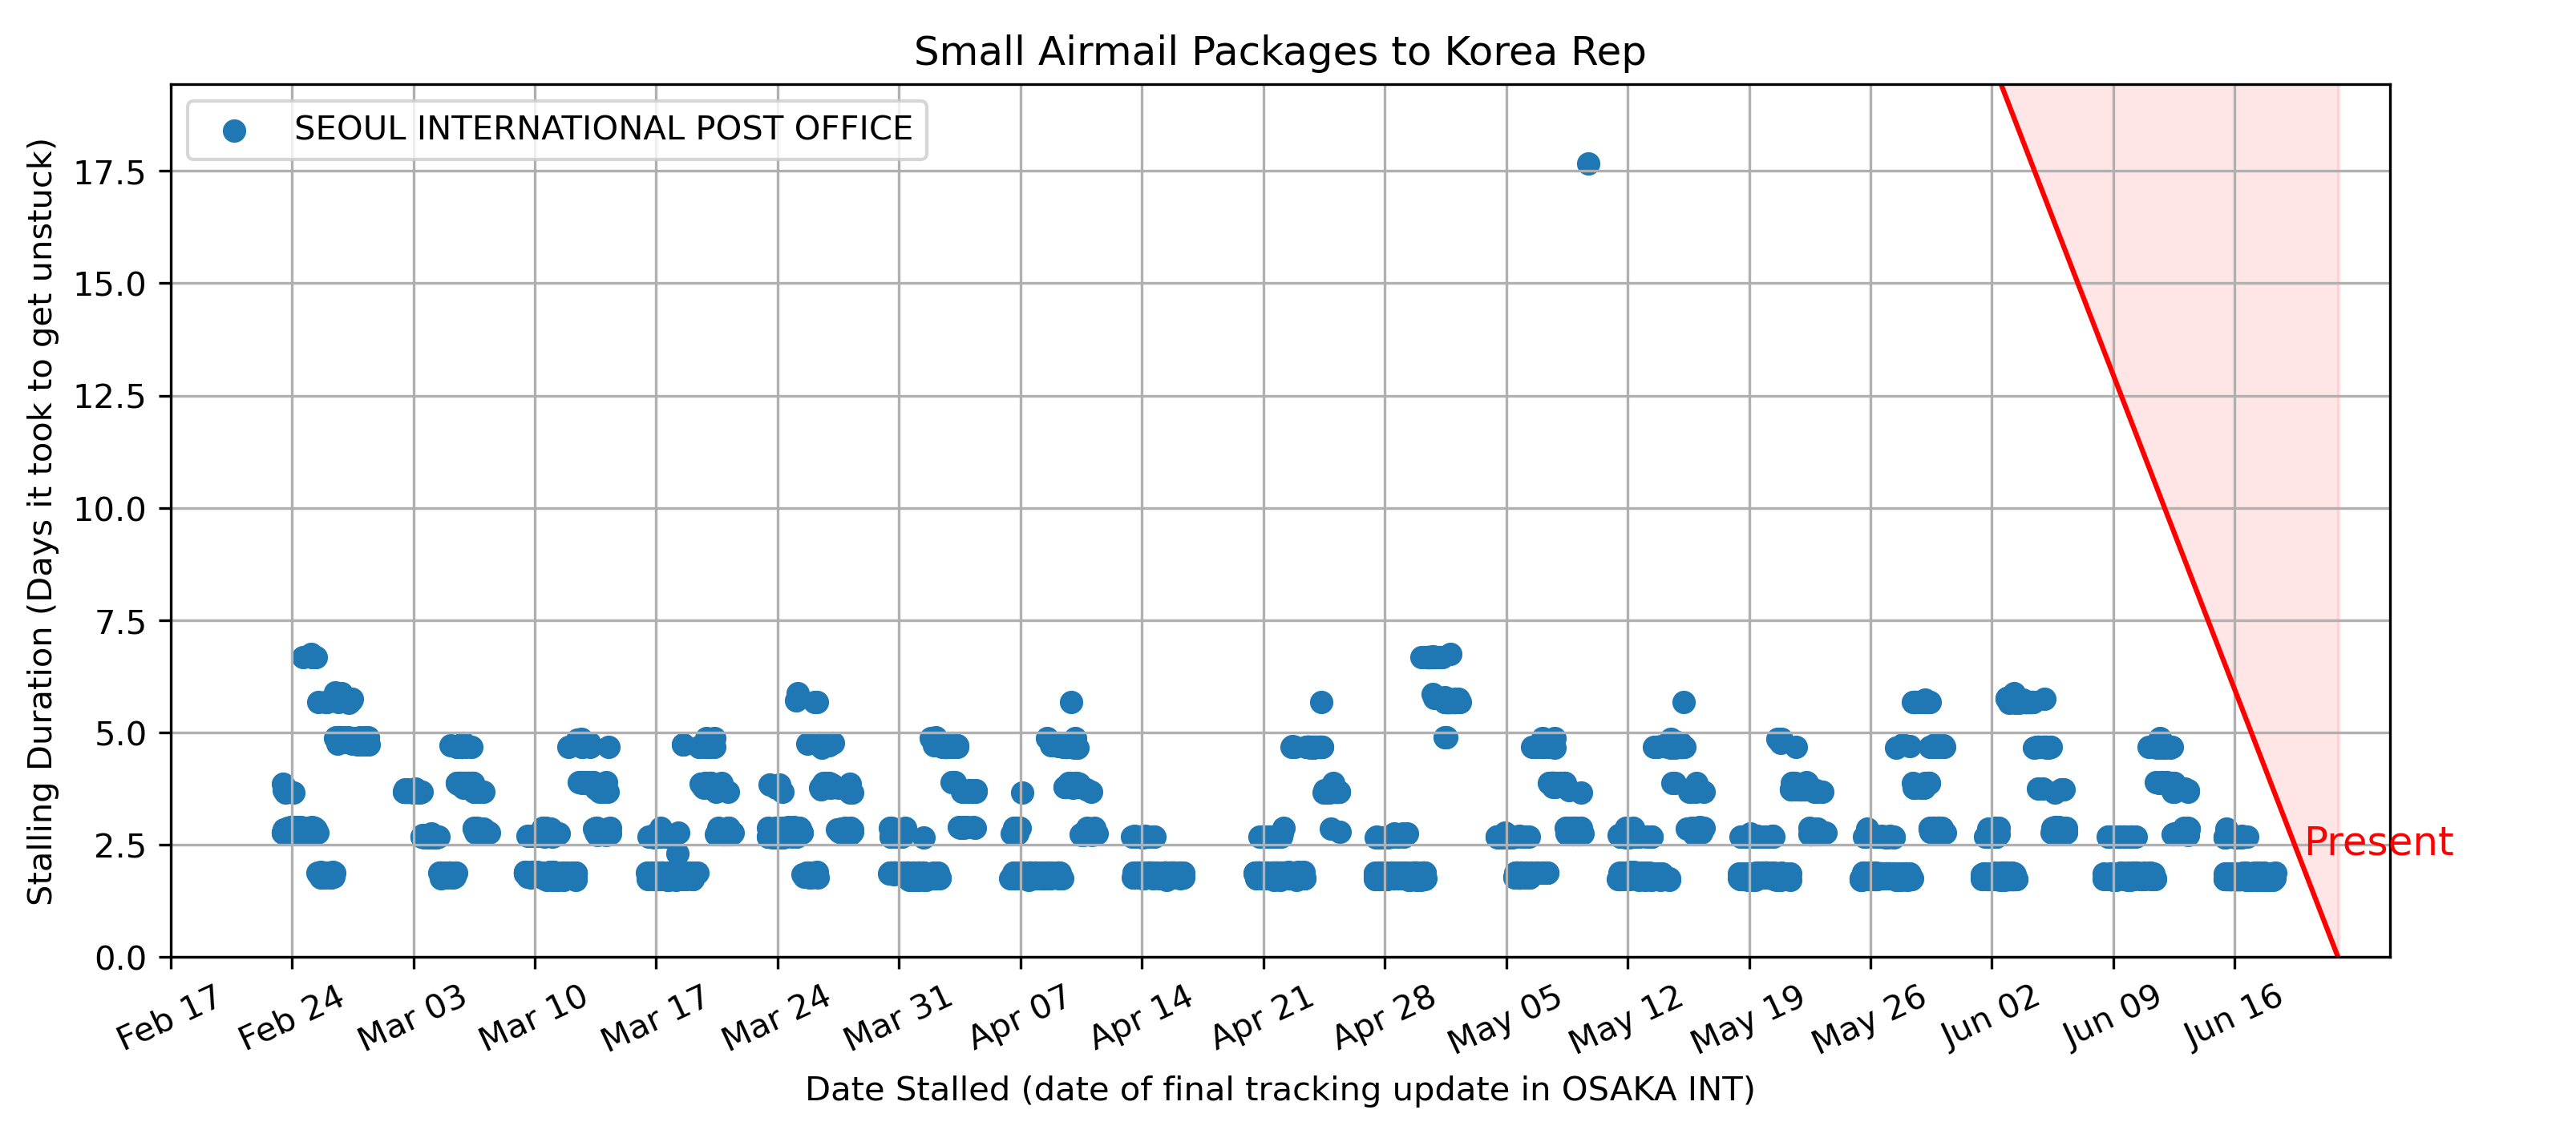 Small Airmail Packages to Korea Rep
SEOUL INTERNATIONAL POST OFFICE
Stalling Duration (Days it took to get unstuck)
17.5
15.0
12.5
10.0
7.5
5.0
2.5
0.0
Present
Feb 17
Feb 24
Mar 03
Mar 10
Mar 17
Mar 24
Mar 31
Apr 07
Apr 14
Apr 21
Apr 28
May 05
May 12
May 19
May 26
Jun 02
Jun 09
Jun 16
Date Stalled (date of final tracking update in OSAKA INT)